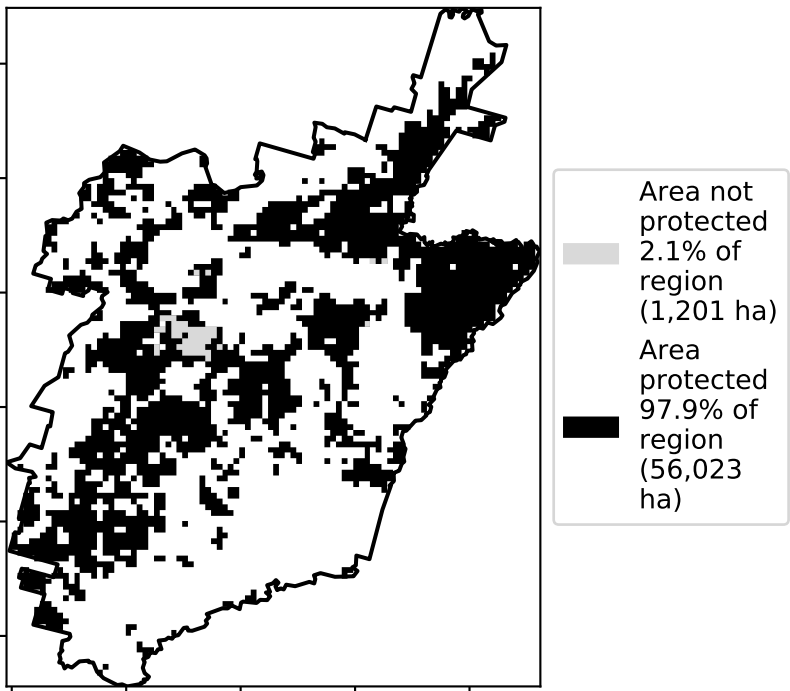 Area not
protected
2.1% of
region
(1,201 ha)
Area
protected
97.9% of
region
(56,023
ha)